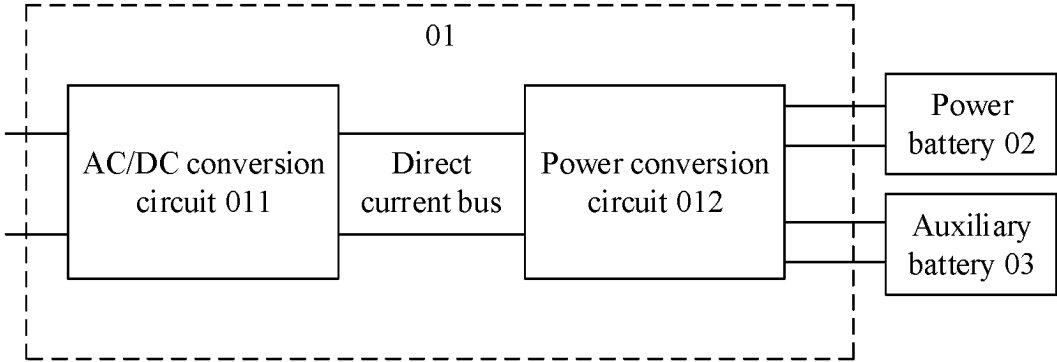 01
AC/DC conversion
circuit 011
Direct
current bus
Power conversion
circuit 012
Power
battery 02
Auxiliary
battery 03